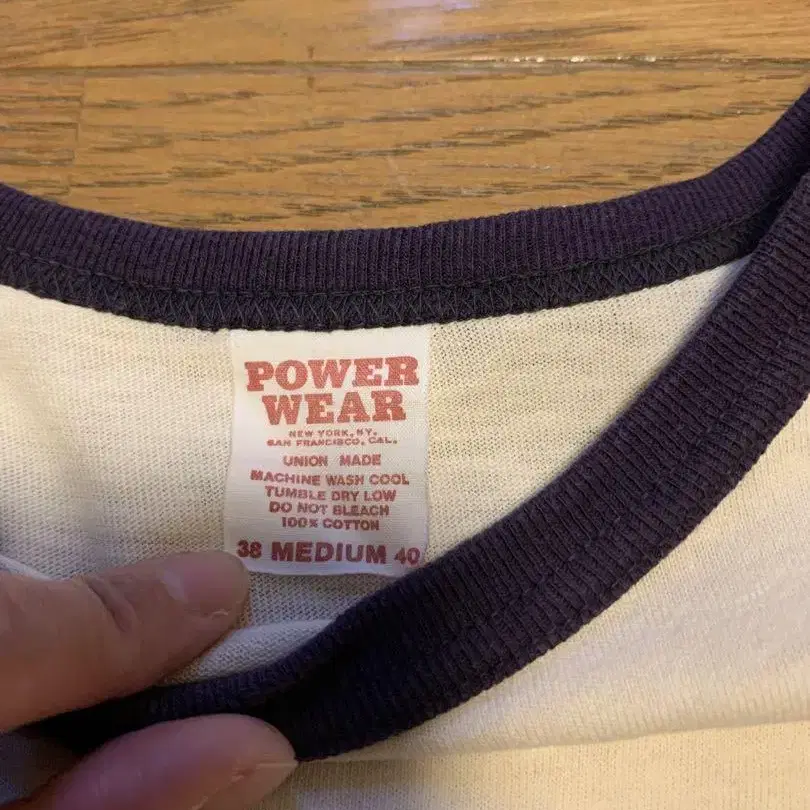 POWER
WEAR
NEW YORK, NY.
SAN FRANCISCO, CAL.
UNION MADE
MACHINE WASH COOL
TUMBLE DRY LOW
DO NOT BLEACH
100% COTTON
38 MEDIUM 40